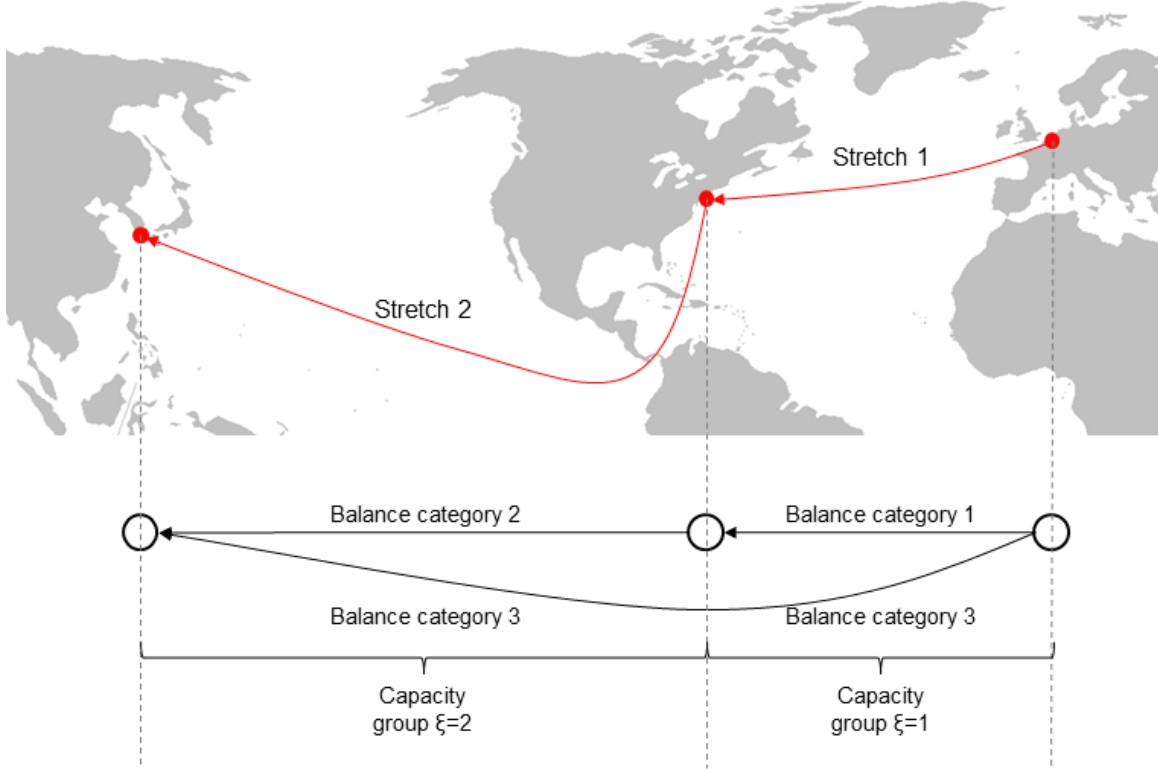 Stretch 1
Stretch 2
Balance category 2
Balance category 1
Balance category 3
Balance category 3
Capacity
group ξ=2
Capacity
group ξ=1